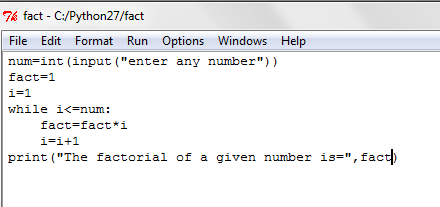 fact - C:/Python27/fact
File Edit Format Run Options Windows Help
num=int(input("enter any number"))
fact=1
i=1
while i<=num:
    fact=fact*i
    i=i+1
print("The factorial of a given number is=",fact)